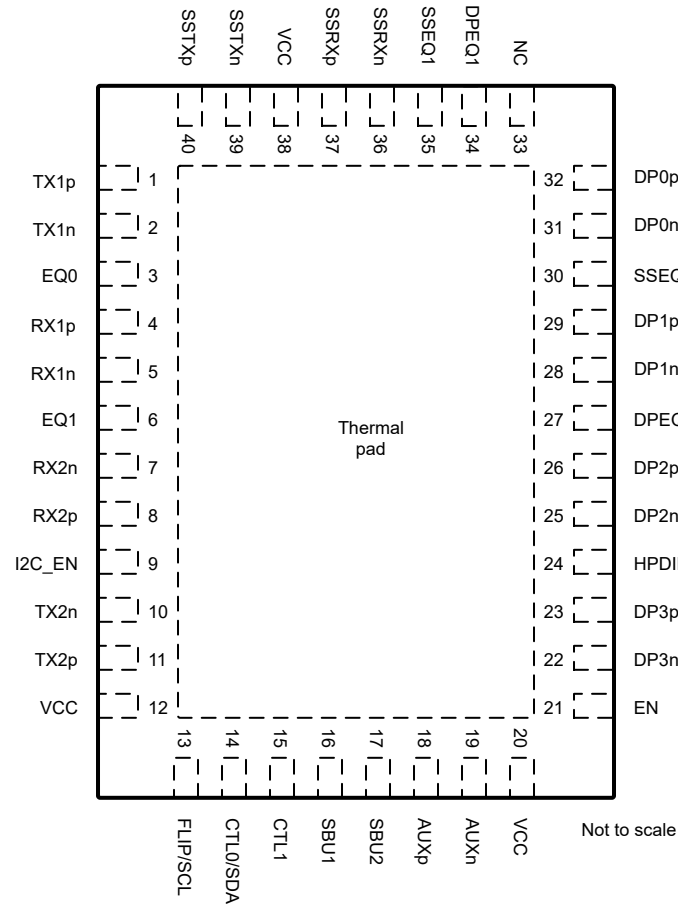 SSTXp
SSTXn
VCC
SSRXp
SSRXn
SSEQ1
DPEQ1
NC
40
39
38
37
36
35
34
33
TX1p 1
TX1n 2
EQ0 3
RX1p 4
RX1n 5
EQ1 6
RX2n 7
RX2p 8
I2C_EN 9
TX2n 10
TX2p 11
VCC 12
Thermal
pad
32 DP0p
31 DP0n
30
29 DP1p
28 DP1n
27
26 DP2p
25 DP2n
24
23 DP3p
22 DP3n
21 EN
13
14
15
16
17
18
19
20
FLIP/SCL
CTL0/SDA
CTL1
SBU1
SBU2
AUXp
AUXn
VCC
Not to scale